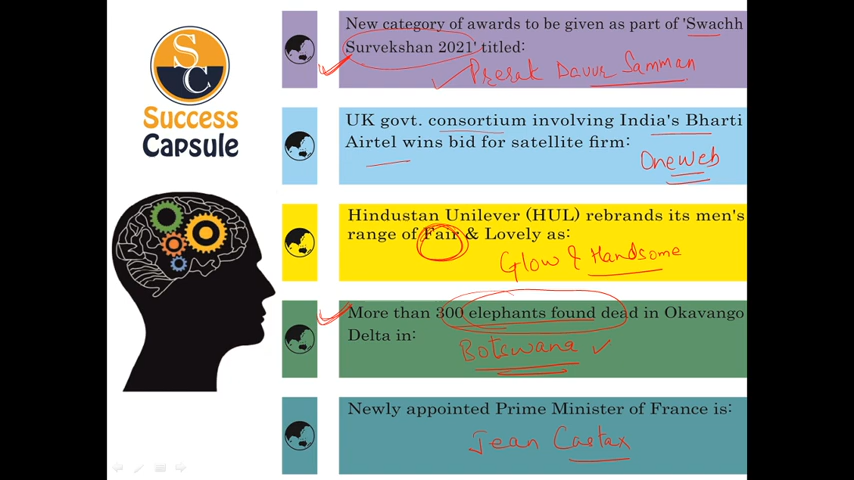 S
C
Success
Capsule
New category of awards to be given as part of 'Swachh
Survekshan 2021' titled:
Prerak Dauur Samman
UK govt. consortium involving India's Bharti
Airtel wins bid for satellite firm:
OneWeb
Hindustan Unilever (HUL) rebrands its men's
range of Fair & Lovely as:
Glow & Handsome
More than 300 elephants found dead in Okavango
Delta in:
Botswana
Newly appointed Prime Minister of France is:
Jean Castax